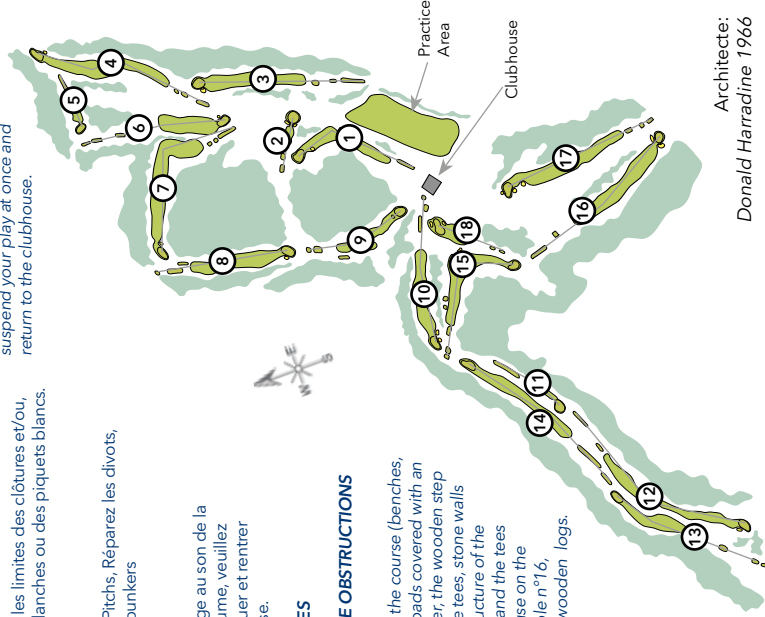 suspend your play at once and
return to the clubhouse.
les limites des clôtures et/ou,
lanches ou des piquets blancs.
Pitchs, Réparez les divots,
unkers
ge au son de la
ume, veuillez
uer et rentrer
se.
ES
E OBSTRUCTIONS
the course (benches,
oads covered with an
er, the wooden step
e tees, stone walls
ucture of the
and the tees
se on the
le n°16,
wooden logs.
4
5
3
6
2
1
7
Practice
Area
Clubhouse
8
9
18
17
16
15
10
N
E
S
W
11
14
12
13
Architecte:
Donald Harradine 1966